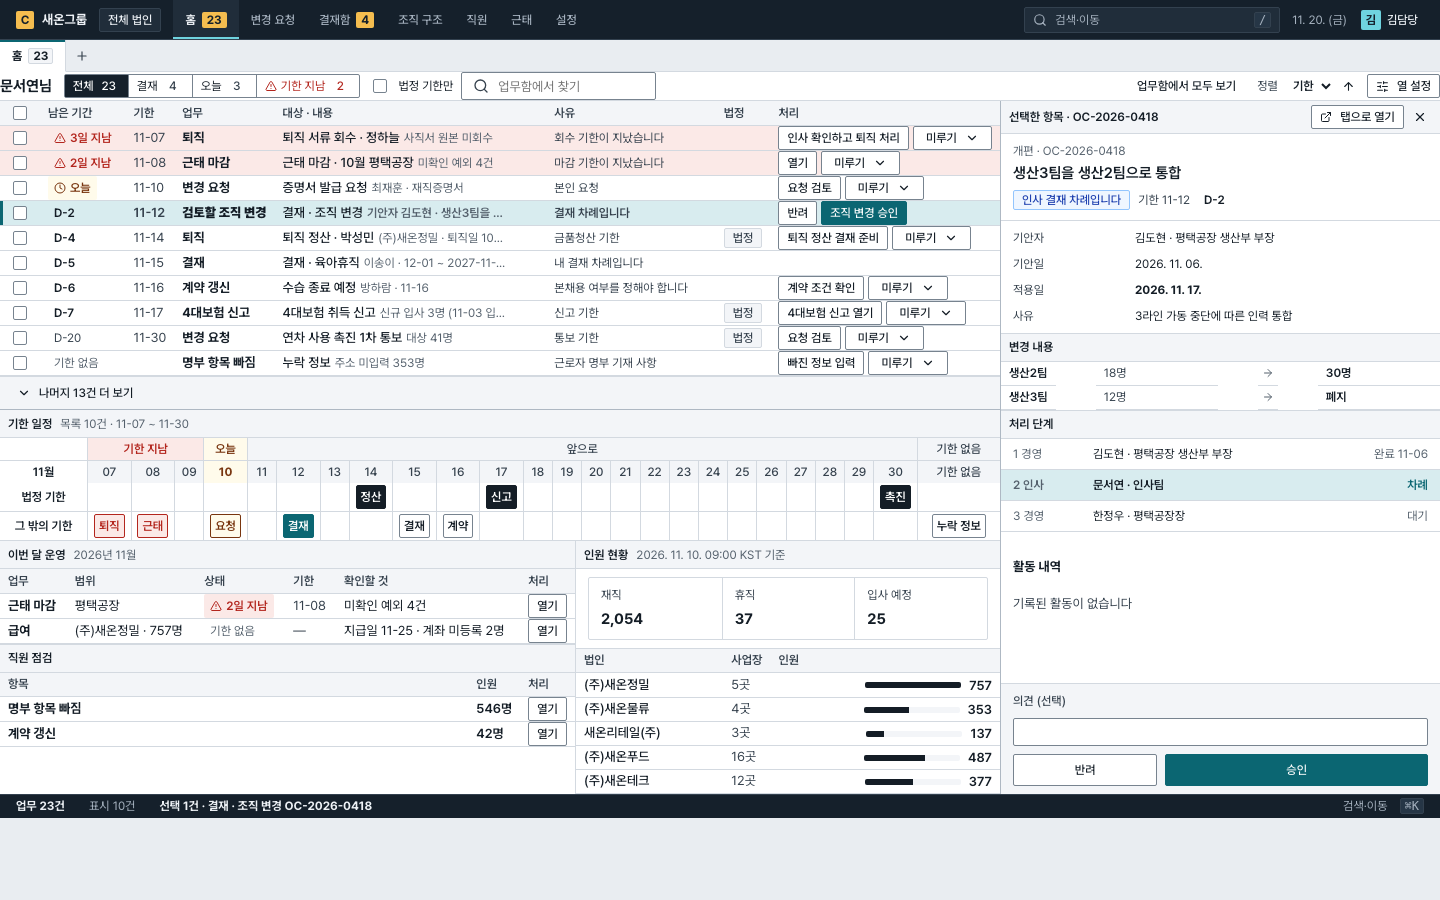 C 새온그룹 전체 법인 홈 23 변경 요청 결재함 4 조직 구조 직원 근태 설정 검색·이동 / 11. 20. (금) 김 김담당
홈 23 +
문서연님 전체 23 결재 4 오늘 3 기한 지남 2 법정 기한만 업무함에서 찾기 업무함에서 모두 보기 정렬 기한 열 설정
남은 기간 기한 업무 대상 · 내용 사유 법정 처리
3일 지남 11-07 퇴직 퇴직 서류 회수 · 정하늘 사직서 원본 미회수 회수 기한이 지났습니다 인사 확인하고 퇴직 처리 미루기
2일 지남 11-08 근태 마감 근태 마감 · 10월 평택공장 미확인 예외 4건 마감 기한이 지났습니다 열기 미루기
오늘 11-10 변경 요청 증명서 발급 요청 최재훈 · 재직증명서 본인 요청 요청 검토 미루기
D-2 11-12 검토할 조직 변경 결재 · 조직 변경 기안자 김도현 · 생산3팀을 ... 결재 차례입니다 반려 조직 변경 승인
D-4 11-14 퇴직 퇴직 정산 · 박성민 (주)새온정밀 · 퇴직일 10... 금품청산 기한 법정 퇴직 정산 결재 준비 미루기
D-5 11-15 결재 결재 · 육아휴직 이송이 · 12-01 ~ 2027-11-... 내 결재 차례입니다
D-6 11-16 계약 갱신 수습 종료 예정 방하람 · 11-16 본채용 여부를 정해야 합니다 계약 조건 확인 미루기
D-7 11-17 4대보험 신고 4대보험 취득 신고 신규 입사 3명 (11-03 입... 신고 기한 법정 4대보험 신고 열기 미루기
D-20 11-30 변경 요청 연차 사용 촉진 1차 통보 대상 41명 통보 기한 법정 요청 검토 미루기
기한 없음 명부 항목 빠짐 누락 정보 주소 미입력 353명 근로자 명부 기재 사항 빠진 정보 입력 미루기
나머지 13건 더 보기
기한 일정 목록 10건 · 11-07 ~ 11-30
기한 지남 오늘 앞으로 기한 없음
11월 07 08 09 10 11 12 13 14 15 16 17 18 19 20 21 22 23 24 25 26 27 28 29 30 기한 없음
법정 기한 정산 신고 촉진
그 밖의 기한 퇴직 근태 요청 결재 결재 계약 누락 정보
이번 달 운영 2026년 11월
업무 범위 상태 기한 확인할 것 처리
근태 마감 평택공장 2일 지남 11-08 미확인 예외 4건 열기
급여 (주)새온정밀 · 757명 기한 없음 — 지급일 11-25 · 계좌 미등록 2명 열기
직원 점검
항목 인원 처리
명부 항목 빠짐 546명 열기
계약 갱신 42명 열기
인원 현황 2026. 11. 10. 09:00 KST 기준
재직 휴직 입사 예정
2,054 37 25
법인 사업장 인원
(주)새온정밀 5곳 757
(주)새온물류 4곳 353
새온리테일(주) 3곳 137
(주)새온푸드 16곳 487
(주)새온테크 12곳 377
선택한 항목 · OC-2026-0418 탭으로 열기
개편 · OC-2026-0418
생산3팀을 생산2팀으로 통합
인사 결재 차례입니다 기한 11-12 D-2
기안자 김도현 · 평택공장 생산부 부장
기안일 2026. 11. 06.
적용일 2026. 11. 17.
사유 3라인 가동 중단에 따른 인력 통합
변경 내용
생산2팀 18명 → 30명
생산3팀 12명 → 폐지
처리 단계
1 경영 김도현 · 평택공장 생산부 부장 완료 11-06
2 인사 문서연 · 인사팀 차례
3 경영 한정우 · 평택공장장 대기
활동 내역
기록된 활동이 없습니다
의견 (선택)
반려 승인
업무 23건 표시 10건 선택 1건 · 결재 · 조직 변경 OC-2026-0418 검색·이동 ⌘K